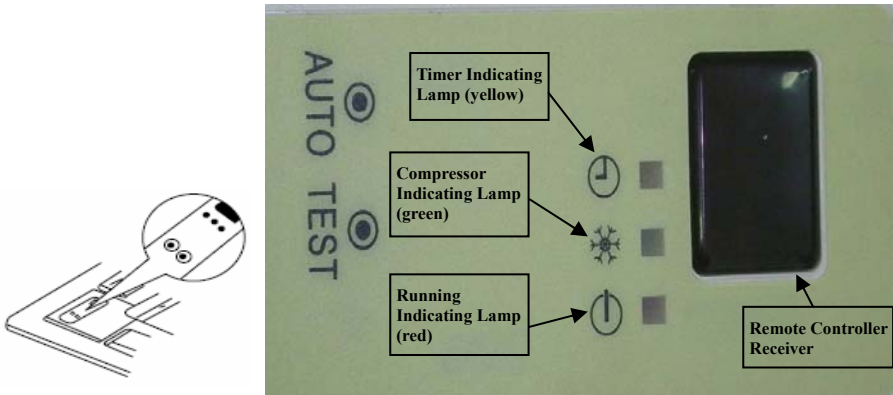 AUTO TEST
Timer Indicating
Lamp (yellow)
Compressor
Indicating Lamp
(green)
Running
Indicating Lamp
(red)
Remote Controller
Receiver